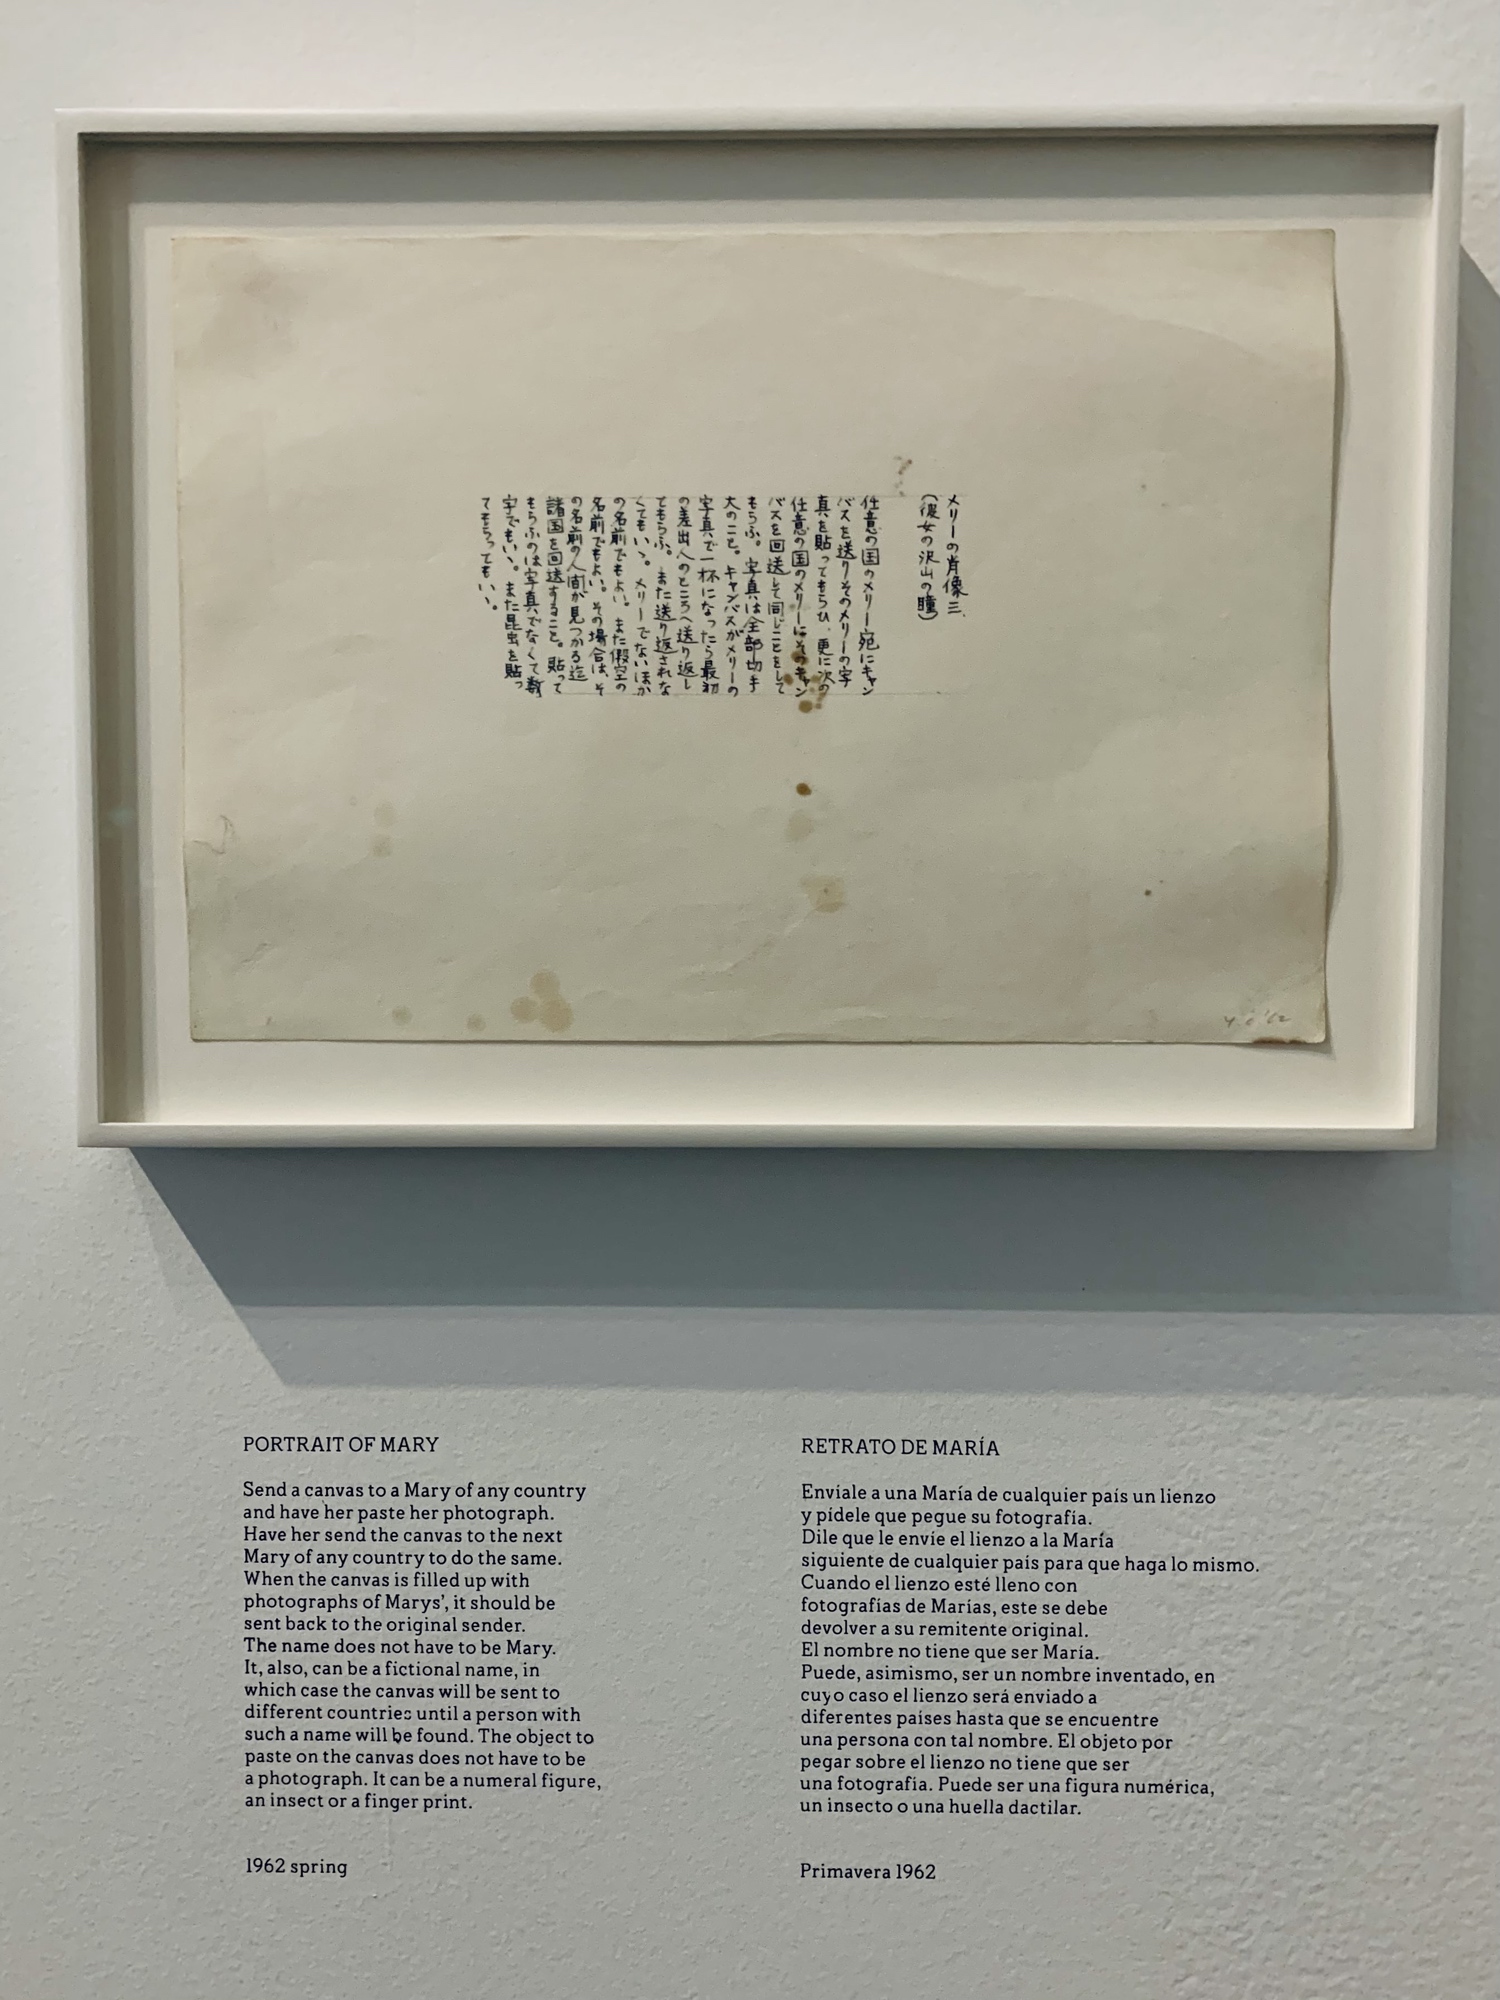 メリーの肖像三、
(彼女の沢山の瞳)
任意の国のメリー宛にキャン
バスを送りそのメリーの写
真を貼ってもらひ、更に次の
任意の国のメリーにそのキャン
バスを回送して同じことをして
もらふ。写真は全部切手
大のこと。キャンバスがメリーの
写真で一杯になったら最初
の差出人のところへ送り返し
てもらふ。また送り返されな
くてもいゝ。メリーでないほか
の名前でもよい。また仮空の
名前でもよい。その場合は、そ
の名前の人間が見つかる迄
諸国を回送すること。貼って
もらふのは写真でなくて数
字でもいい。また昆虫を貼っ
てもらってもいい。
Y.O '62
PORTRAIT OF MARY
Send a canvas to a Mary of any country
and have her paste her photograph.
Have her send the canvas to the next
Mary of any country to do the same.
When the canvas is filled up with
photographs of Marys', it should be
sent back to the original sender.
The name does not have to be Mary.
It, also, can be a fictional name, in
which case the canvas will be sent to
different countries until a person with
such a name will be found. The object to
paste on the canvas does not have to be
a photograph. It can be a numeral figure,
an insect or a finger print.
1962 spring
RETRATO DE MARÍA
Envíale a una María de cualquier país un lienzo
y pídele que pegue su fotografía.
Dile que le envíe el lienzo a la María
siguiente de cualquier país para que haga lo mismo.
Cuando el lienzo esté lleno con
fotografías de Marías, este se debe
devolver a su remitente original.
El nombre no tiene que ser María.
Puede, asimismo, ser un nombre inventado, en
cuyo caso el lienzo será enviado a
diferentes países hasta que se encuentre
una persona con tal nombre. El objeto por
pegar sobre el lienzo no tiene que ser
una fotografía. Puede ser una figura numérica,
un insecto o una huella dactilar.
Primavera 1962